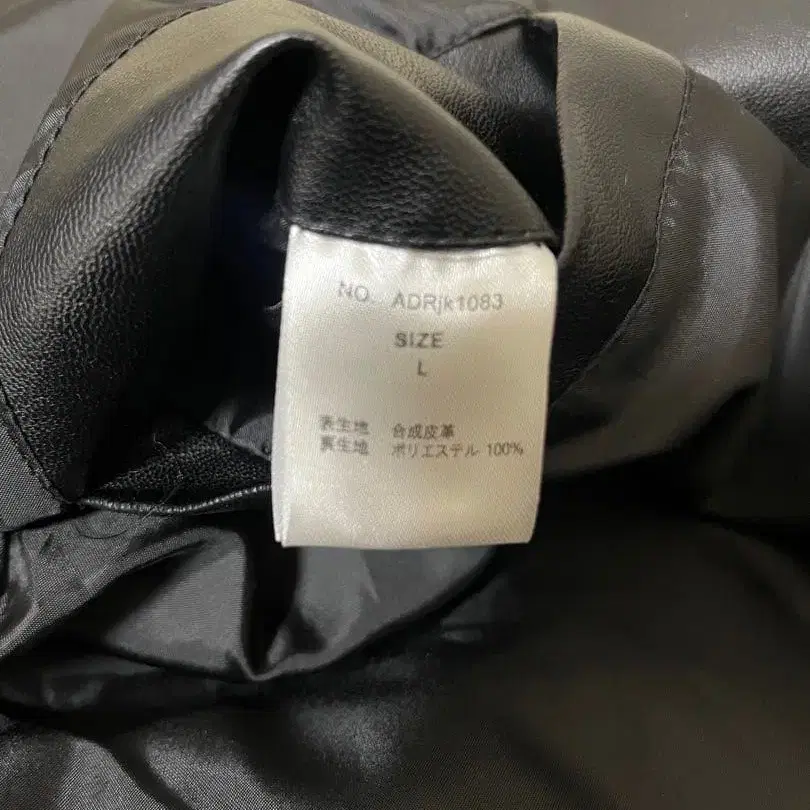 NO. ADRjk1083
SIZE
L
表生地 合成皮革
裏生地 ポリエステル 100%